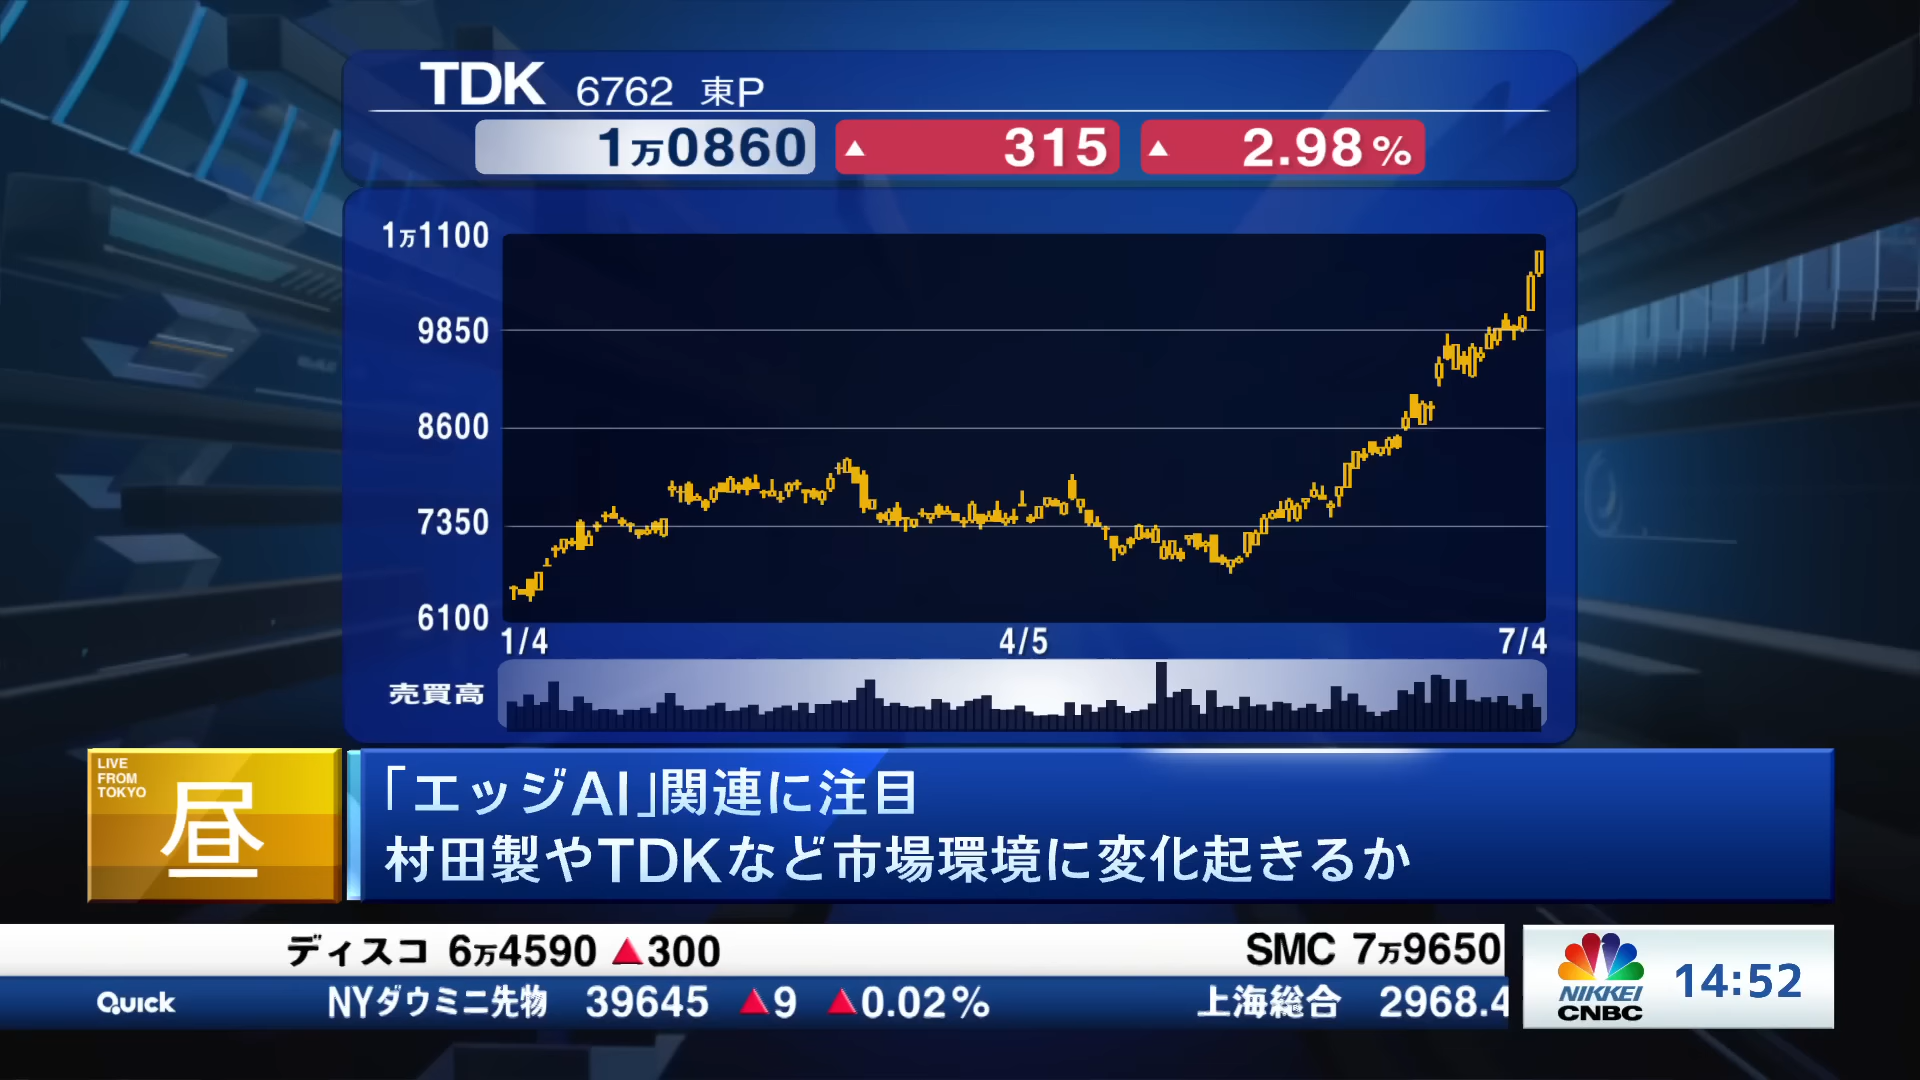 TDK 6762 東P
1万0860 ▲ 315 ▲ 2.98%
1万1100
9850
8600
7350
6100
1/4 4/5 7/4
売買高
LIVE
FROM
TOKYO
昼
「エッジAI」関連に注目
村田製やTDKなど市場環境に変化起きるか
ディスコ 6万4590 ▲300 SMC 7万9650
QUICK NYダウミニ先物 39645 ▲9 ▲0.02% 上海総合 2968.4
NIKKEI
CNBC
14:52